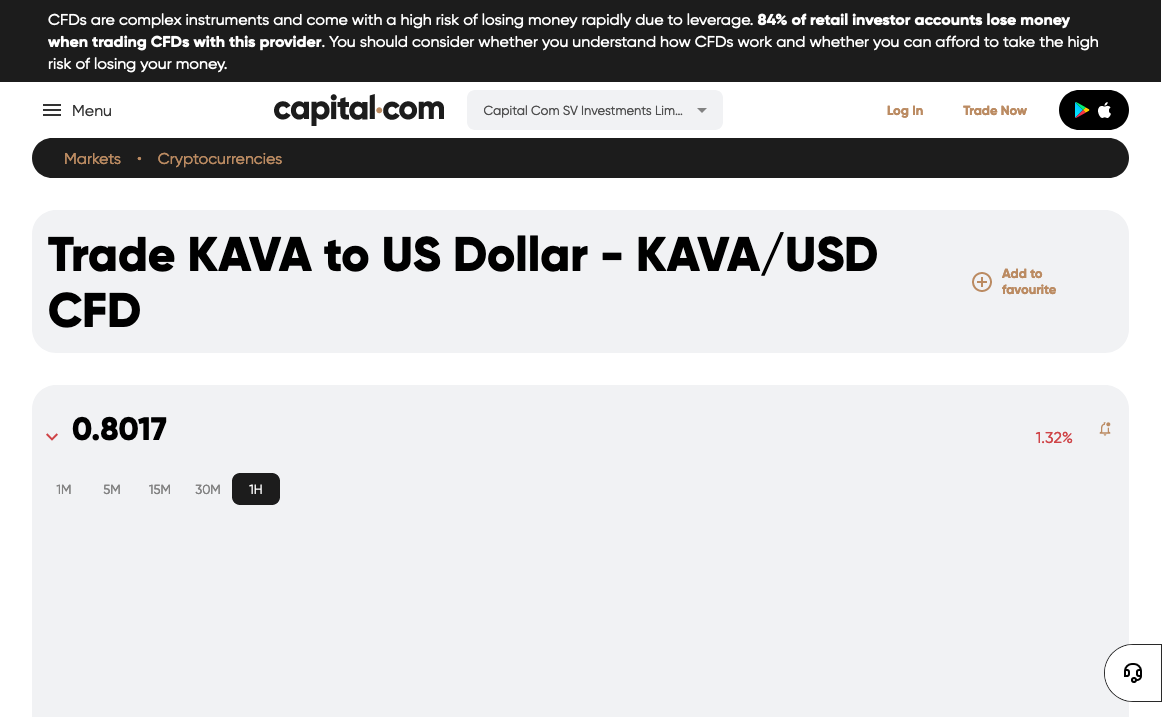 CFDs are complex instruments and come with a high risk of losing money rapidly due to leverage. 84% of retail investor accounts lose money
when trading CFDs with this provider. You should consider whether you understand how CFDs work and whether you can afford to take the high
risk of losing your money.
Menu
capital.com
Capital Com SV Investments Lim...
Log In
Trade Now
Markets
Cryptocurrencies
Trade KAVA to US Dollar - KAVA/USD
CFD
Add to
favourite
0.8017
1.32%
1M 5M 15M 30M 1H